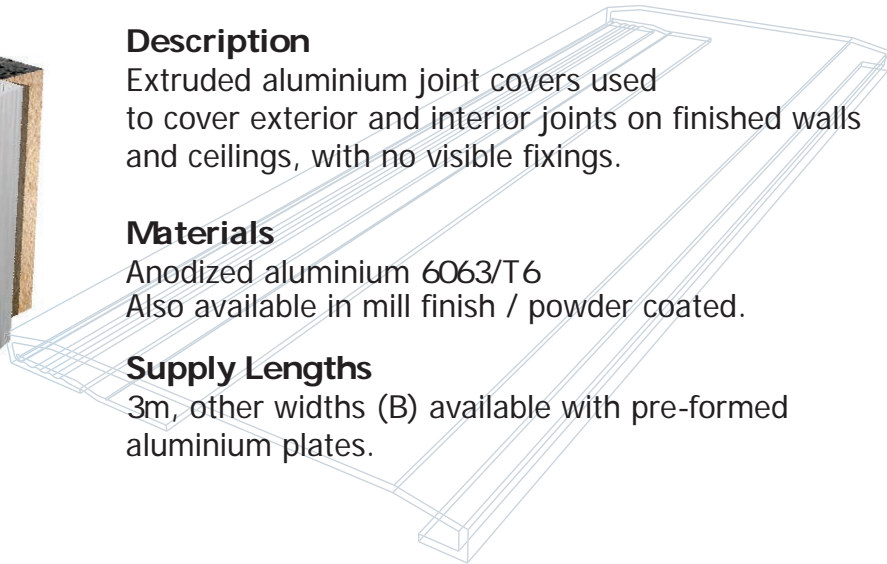 Description
Extruded aluminium joint covers used
to cover exterior and interior joints on finished walls
and ceilings, with no visible fixings.
Materials
Anodized aluminium 6063/T6
Also available in mill finish / powder coated.
Supply Lengths
3m, other widths (B) available with pre-formed
aluminium plates.